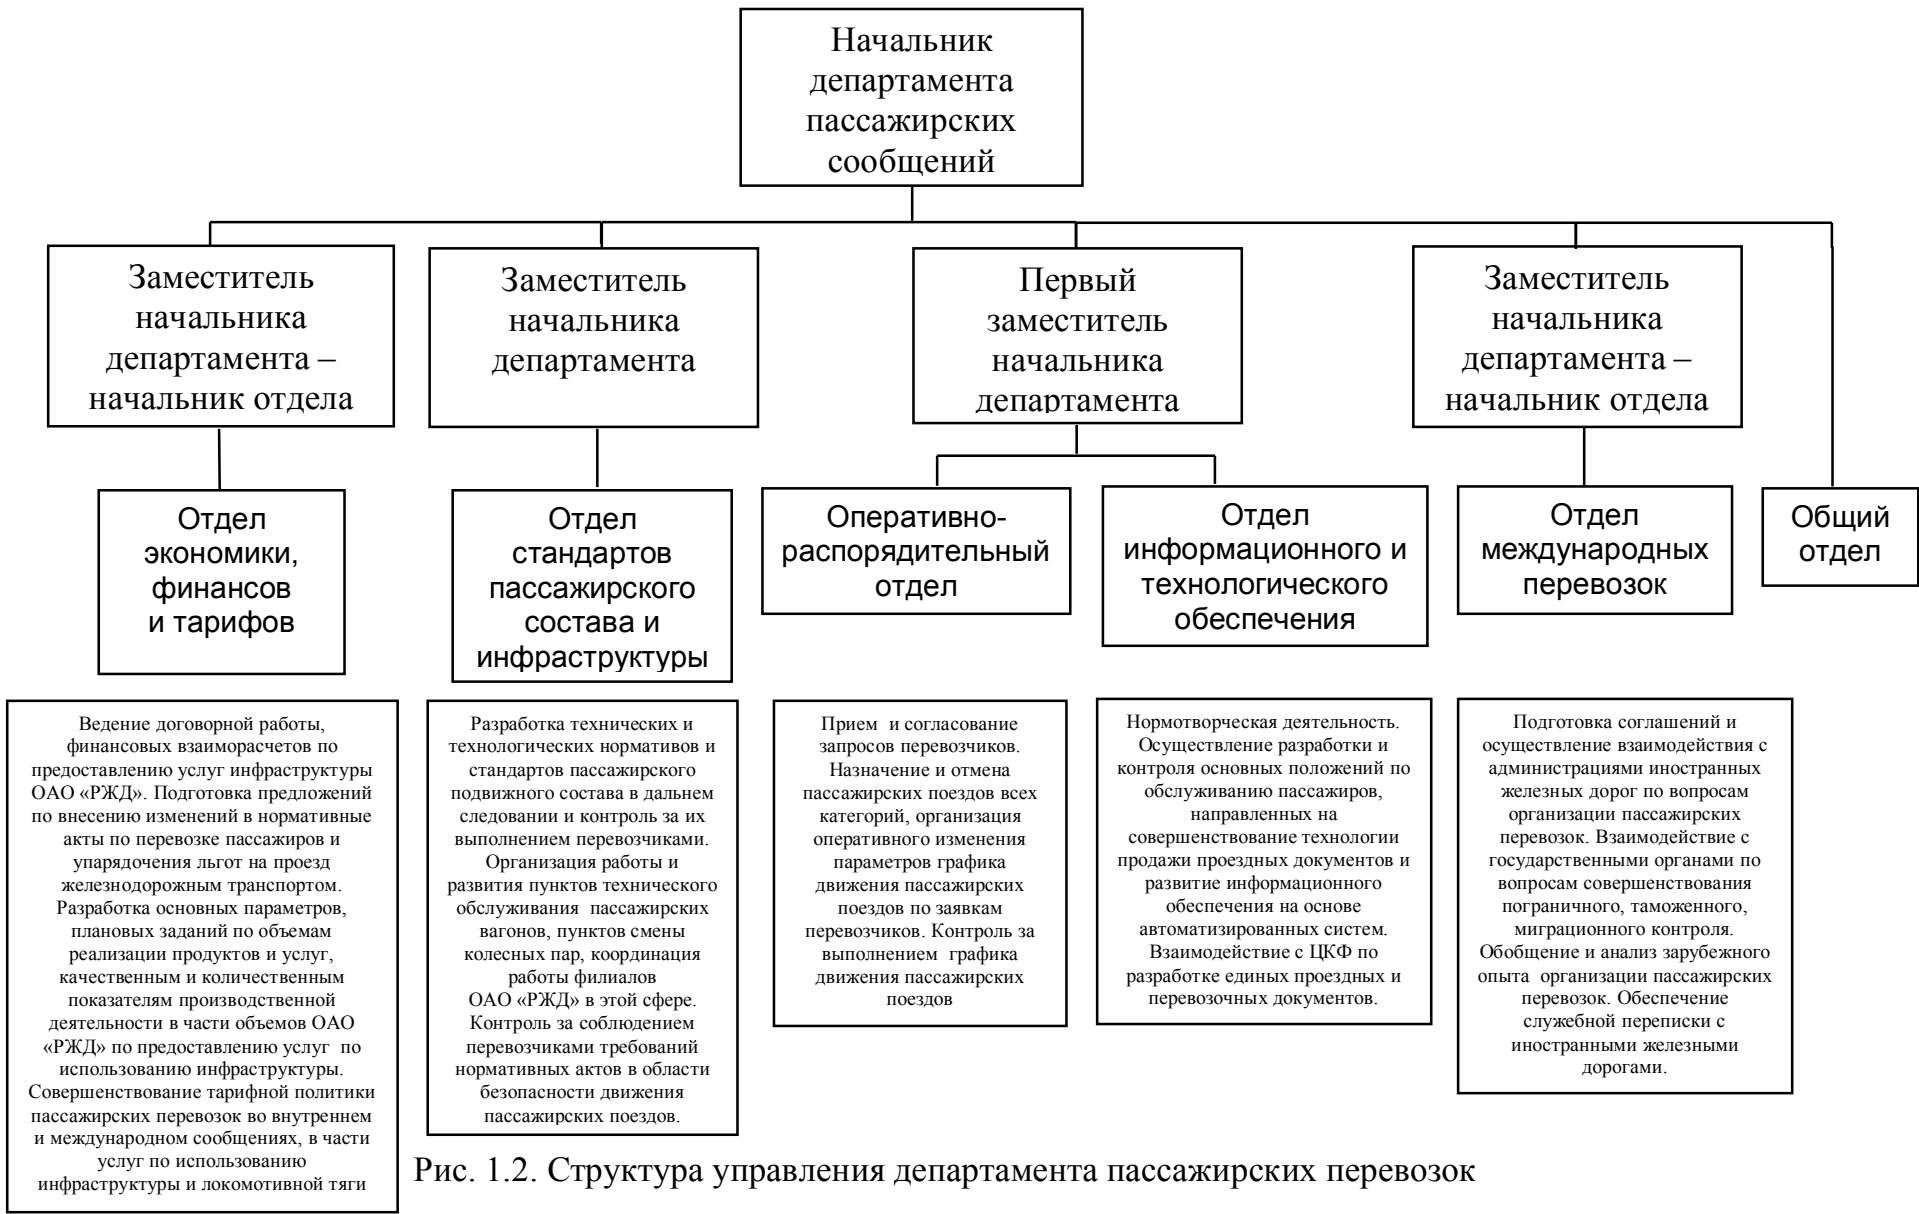 Начальник
департамента
пассажирских
сообщений
Заместитель
начальника
департамента –
начальник отдела
Заместитель
начальника
департамента
Первый
заместитель
начальника
департамента
Заместитель
начальника
департамента –
начальник отдела
Отдел
экономики,
финансов
и тарифов
Отдел
стандартов
пассажирского
состава и
инфраструктуры
Оперативно-
распорядительный
отдел
Отдел
информационного и
технологического
обеспечения
Отдел
международных
перевозок
Общий
отдел
Ведение договорной работы,
финансовых взаиморасчетов по
предоставлению услуг инфраструктуры
ОАО «РЖД». Подготовка предложений
по внесению изменений в нормативные
акты по перевозке пассажиров и
упарядочения льгот на проезд
железнодорожным транспортом.
Разработка основных параметров,
плановых заданий по объемам
реализации продуктов и услуг,
качественным и количественным
показателям производственной
деятельности в части объемов ОАО
«РЖД» по предоставлению услуг по
использованию инфраструктуры.
Совершенствование тарифной политики
пассажирских перевозок во внутреннем
и международном сообщениях, в части
услуг по использованию
инфраструктуры и локомотивной тяги
Разработка технических и
технологических нормативов и
стандартов пассажирского
подвижного состава в дальнем
следовании и контроль за их
выполнением перевозчиками.
Организация работы и
развития пунктов технического
обслуживания пассажирских
вагонов, пунктов смены
колесных пар, координация
работы филиалов
ОАО «РЖД» в этой сфере.
Контроль за соблюдением
перевозчиками требований
нормативных актов в области
безопасности движения
пассажирских поездов.
Прием и согласование
запросов перевозчиков.
Назначение и отмена
пассажирских поездов всех
категорий, организация
оперативного изменения
параметров графика
движения пассажирских
поездов по заявкам
перевозчиков. Контроль за
выполнением графика
движения пассажирских
поездов
Нормотворческая деятельность.
Осуществление разработки и
контроля основных положений по
обслуживанию пассажиров,
направленных на
совершенствование технологии
продажи проездных документов и
развитие информационного
обеспечения на основе
автоматизированных систем.
Взаимодействие с ЦКФ по
разработке единых проездных и
перевозочных документов.
Подготовка соглашений и
осуществление взаимодействия с
администрациями иностранных
железных дорог по вопросам
организации пассажирских
перевозок. Взаимодействие с
государственными органами по
вопросам совершенствования
пограничного, таможенного,
миграционного контроля.
Обобщение и анализ зарубежного
опыта организации пассажирских
перевозок. Обеспечение
служебной переписки с
иностранными железными
дорогами.
Рис. 1.2. Структура управления департамента пассажирских перевозок